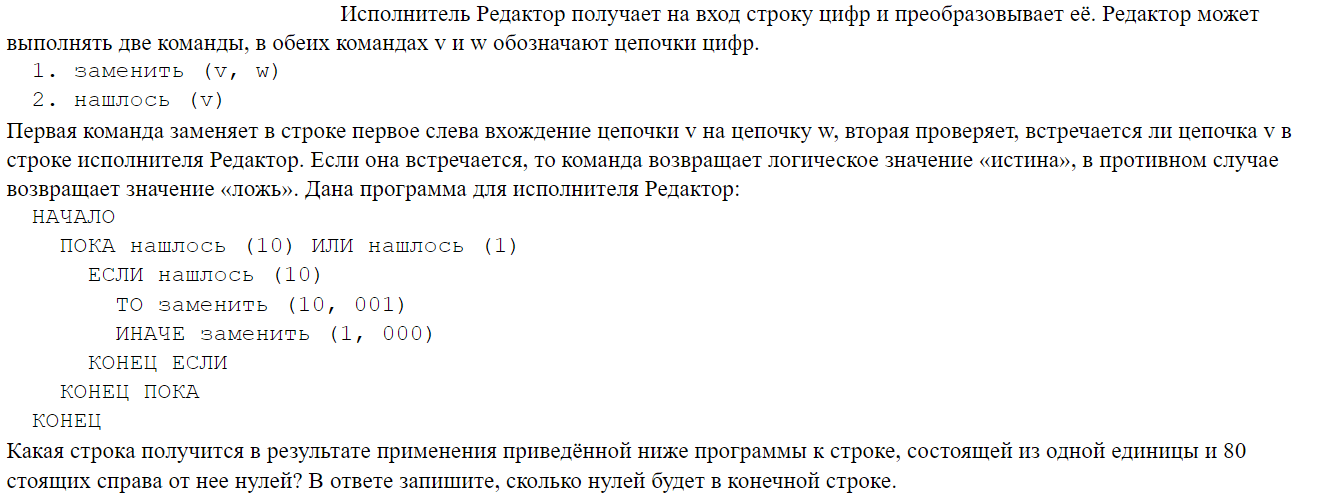 Исполнитель Редактор получает на вход строку цифр и преобразовывает её. Редактор может
выполнять две команды, в обеих командах v и w обозначают цепочки цифр.
1. заменить (v, w)
2. нашлось (v)
Первая команда заменяет в строке первое слева вхождение цепочки v на цепочку w, вторая проверяет, встречается ли цепочка v в
строке исполнителя Редактор. Если она встречается, то команда возвращает логическое значение «истина», в противном случае
возвращает значение «ложь». Дана программа для исполнителя Редактор:
НАЧАЛО
ПОКА нашлось (10) ИЛИ нашлось (1)
ЕСЛИ нашлось (10)
ТО заменить (10, 001)
ИНАЧЕ заменить (1, 000)
КОНЕЦ ЕСЛИ
КОНЕЦ ПОКА
КОНЕЦ
Какая строка получится в результате применения приведённой ниже программы к строке, состоящей из одной единицы и 80
стоящих справа от нее нулей? В ответе запишите, сколько нулей будет в конечной строке.